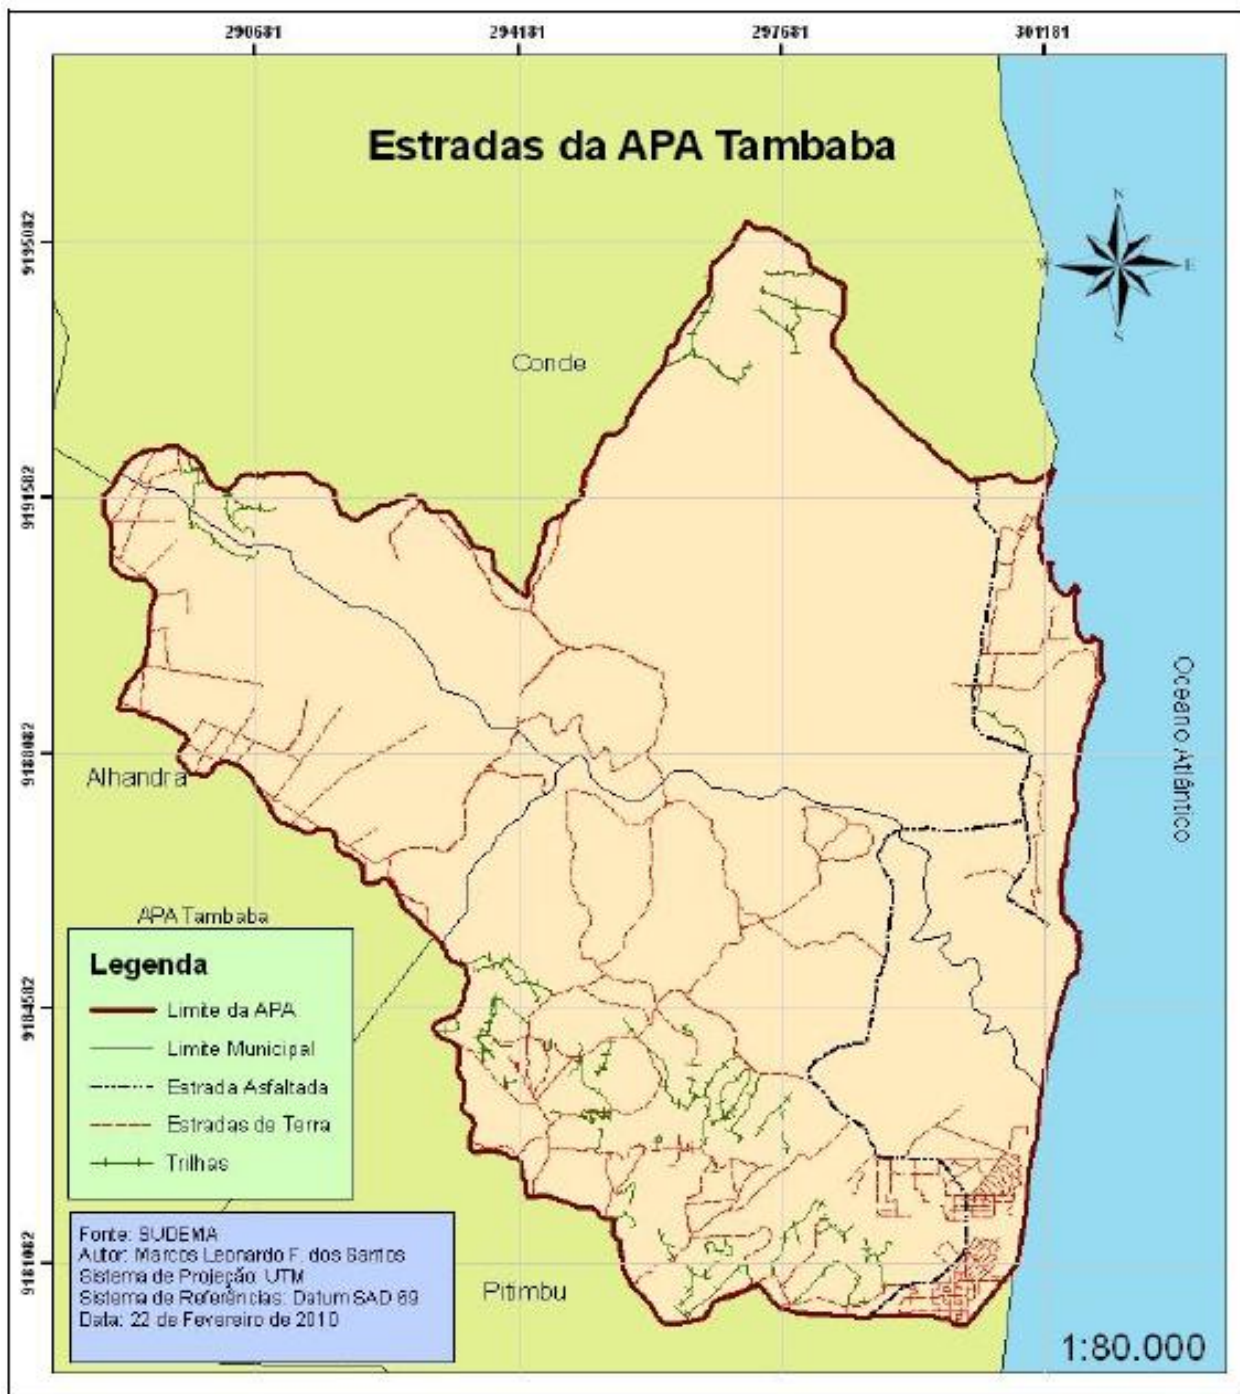 290681 294181 297681 301181
Estradas da APA Tambaba
9195082
N
W E
S
Conde
9191582
Oceano Atlântico
9188082
Alhandra
APA Tambaba
Legenda
Limite da APA
9184582
Limite Municipal
Estrada Asfaltada
Estradas de Terra
Trilhas
Fonte: SUDEMA
Autor: Marcos Leonardo F. dos Santos
Sistema de Projeção: UTM
Sistema de Referências: Datum SAD 69
Data: 22 de Fevereiro de 2010
9181082
Pitimbu
1:80.000